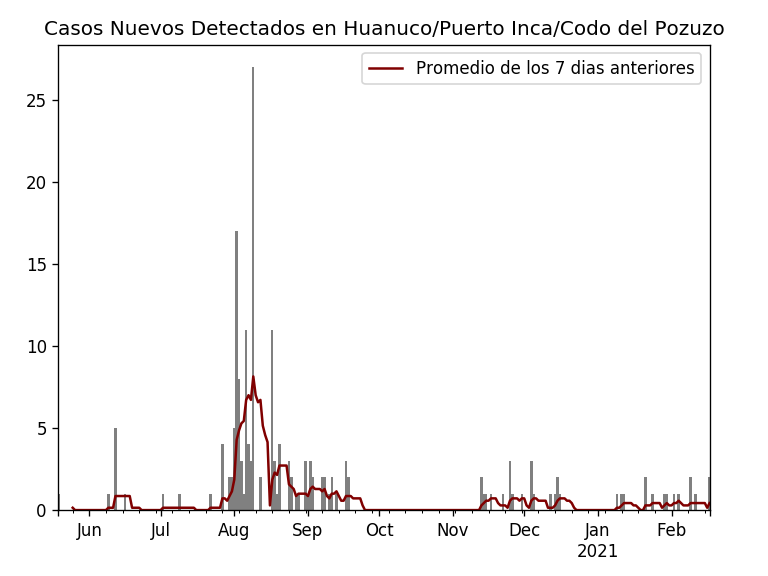 Casos Nuevos Detectados en Huanuco/Puerto Inca/Codo del Pozuzo
Promedio de los 7 dias anteriores
25
20
15
10
5
0
Jun Jul Aug Sep Oct Nov Dec Jan Feb
2021